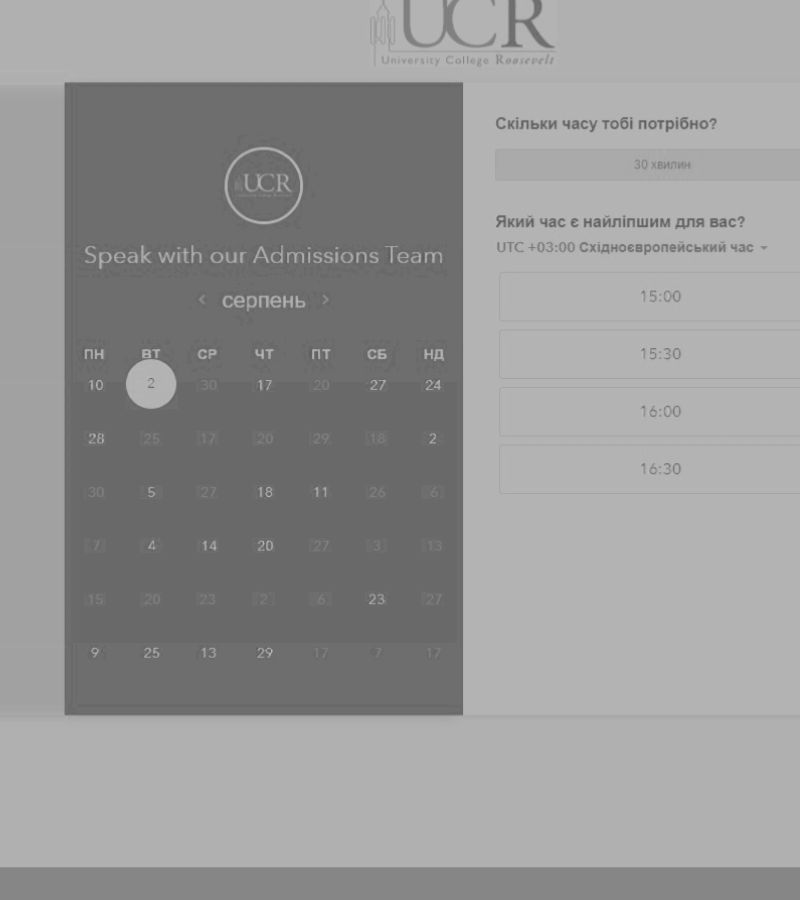 UCR
University College Roosevelt
UCR
Speak with our Admissions Team
серпень
ПН ВТ СР ЧТ ПТ СБ НД
10 2 30 17 20 27 24
28 25 17 20 29 18 2
30 5 27 18 11 26 6
7 4 14 20 27 3 13
15 20 23 2 6 23 27
9 25 13 29 17 7 17
Скільки часу тобі потрібно?
30 хвилин
Який час є найліпшим для вас?
UTC +03:00 Східноєвропейський час
15:00
15:30
16:00
16:30